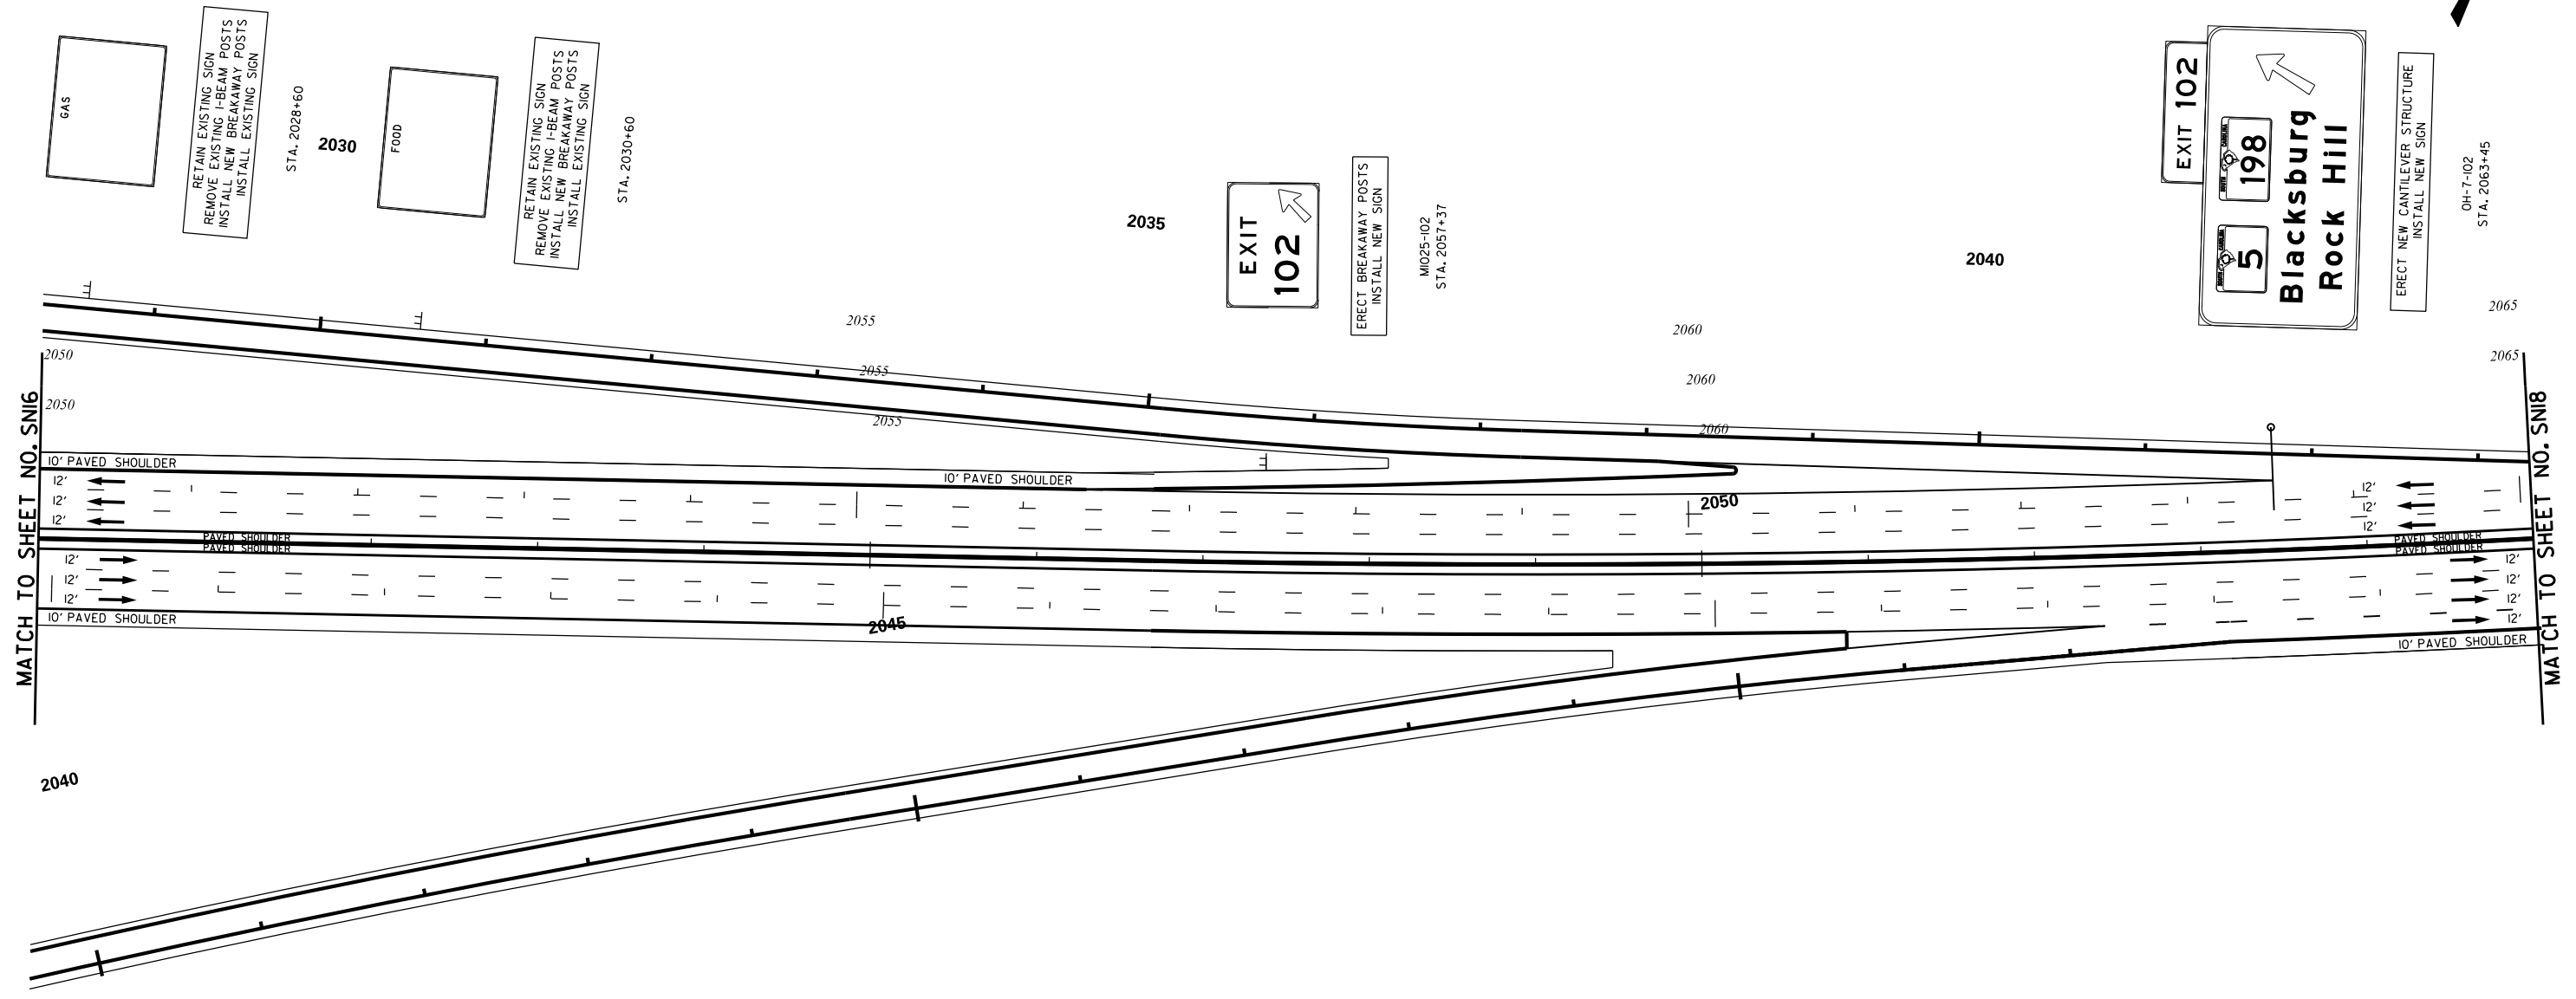 GAS
RETAIN EXISTING SIGN
REMOVE EXISTING I-BEAM POSTS
INSTALL NEW BREAKAWAY POSTS
INSTALL EXISTING SIGN
STA. 2028+60
2030
FOOD
RETAIN EXISTING SIGN
REMOVE EXISTING I-BEAM POSTS
INSTALL NEW BREAKAWAY POSTS
INSTALL EXISTING SIGN
STA. 2030+60
2035
EXIT
102
ERECT BREAKAWAY POSTS
INSTALL NEW SIGN
M1025-102
STA. 2057+37
2040
EXIT 102
SOUTH CAROLINA
5
SOUTH CAROLINA
198
Blacksburg
Rock Hill
ERECT NEW CANTILEVER STRUCTURE
INSTALL NEW SIGN
OH-7-102
STA. 2063+45
2065
2055
2060
2050
2055
2060
2065
2050
2055
2060
MATCH TO SHEET NO. SN16
10' PAVED SHOULDER
12'
12'
12'
10' PAVED SHOULDER
2050
12'
12'
12'
PAVED SHOULDER
PAVED SHOULDER
PAVED SHOULDER
PAVED SHOULDER
12'
12'
12'
10' PAVED SHOULDER
2045
12'
12'
12'
12'
10' PAVED SHOULDER
MATCH TO SHEET NO. SN18
2040